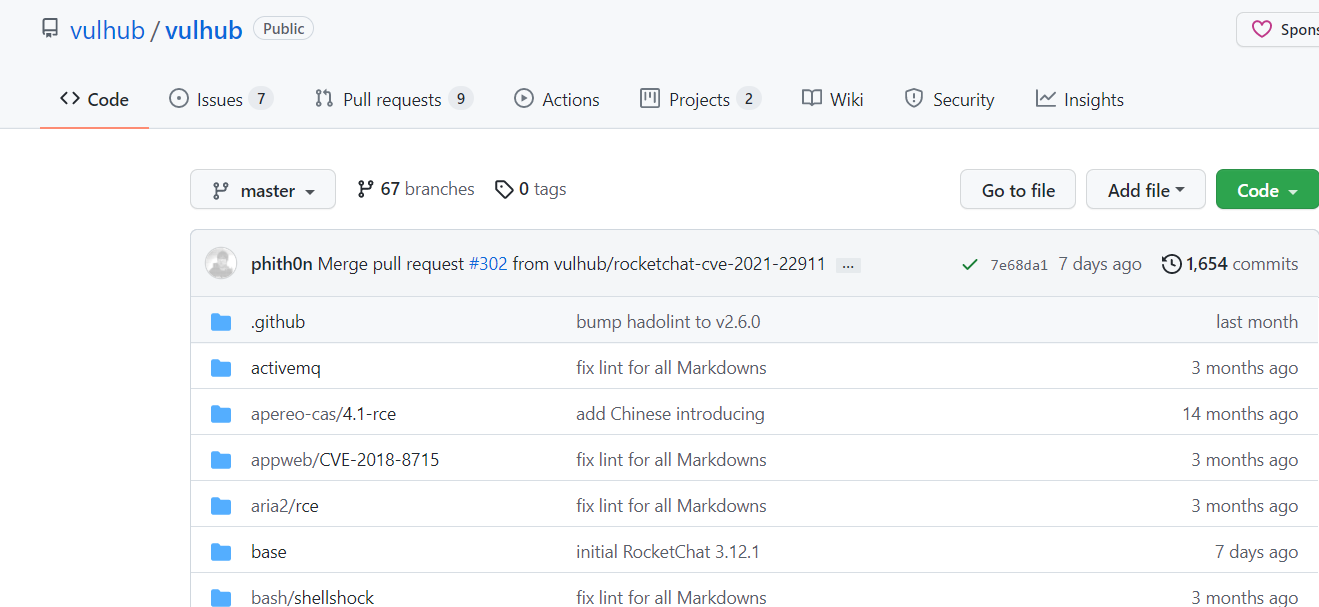 vulhub / vulhub Public Spons
Code Issues 7 Pull requests 9 Actions Projects 2 Wiki Security Insights
master 67 branches 0 tags Go to file Add file Code
phith0n Merge pull request #302 from vulhub/rocketchat-cve-2021-22911 ... 7e68da1 7 days ago 1,654 commits
.github bump hadolint to v2.6.0 last month
activemq fix lint for all Markdowns 3 months ago
apereo-cas/4.1-rce add Chinese introducing 14 months ago
appweb/CVE-2018-8715 fix lint for all Markdowns 3 months ago
aria2/rce fix lint for all Markdowns 3 months ago
base initial RocketChat 3.12.1 7 days ago
bash/shellshock fix lint for all Markdowns 3 months ago